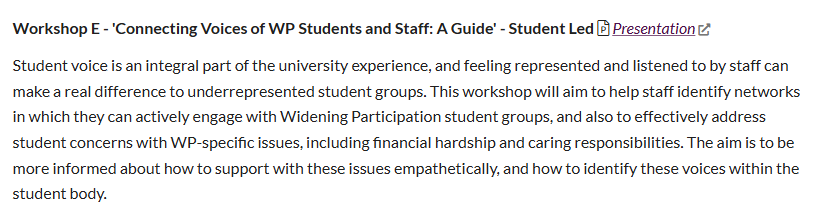 Workshop E - 'Connecting Voices of WP Students and Staff: A Guide' - Student Led Presentation
Student voice is an integral part of the university experience, and feeling represented and listened to by staff can
make a real difference to underrepresented student groups. This workshop will aim to help staff identify networks
in which they can actively engage with Widening Participation student groups, and also to effectively address
student concerns with WP-specific issues, including financial hardship and caring responsibilities. The aim is to be
more informed about how to support with these issues empathetically, and how to identify these voices within the
student body.